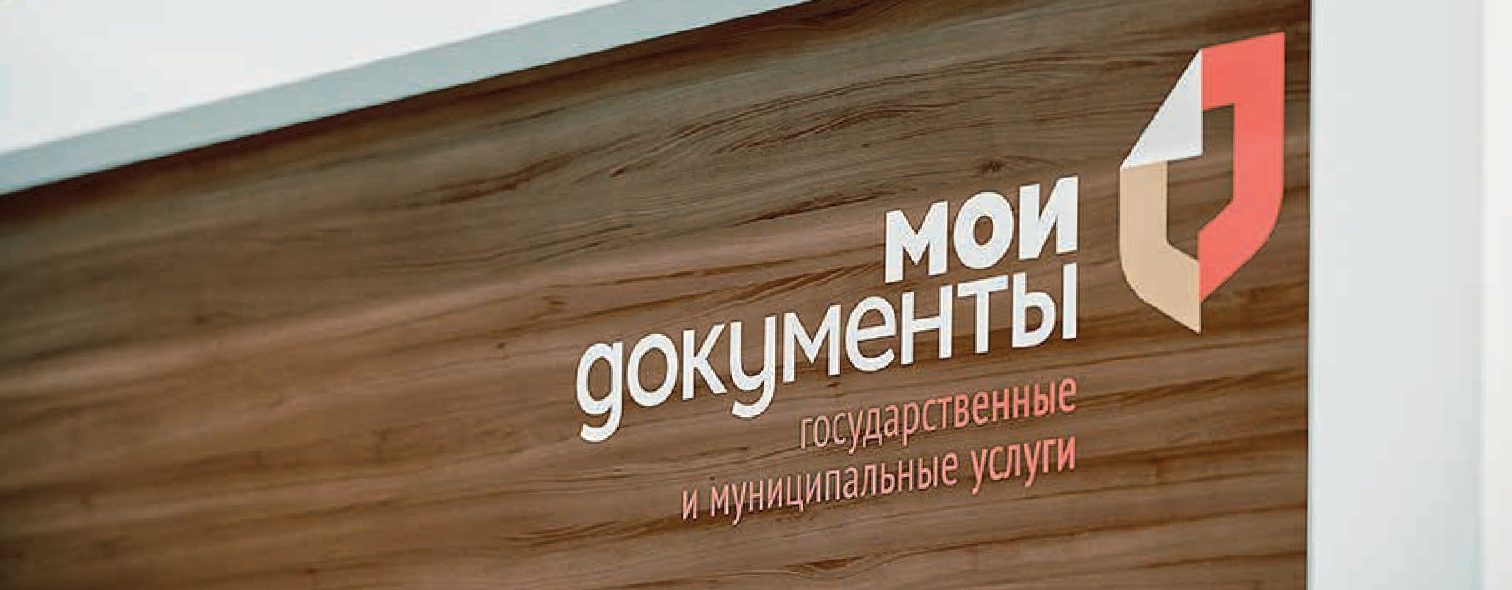 мои
документы
государственные
и муниципальные услуги